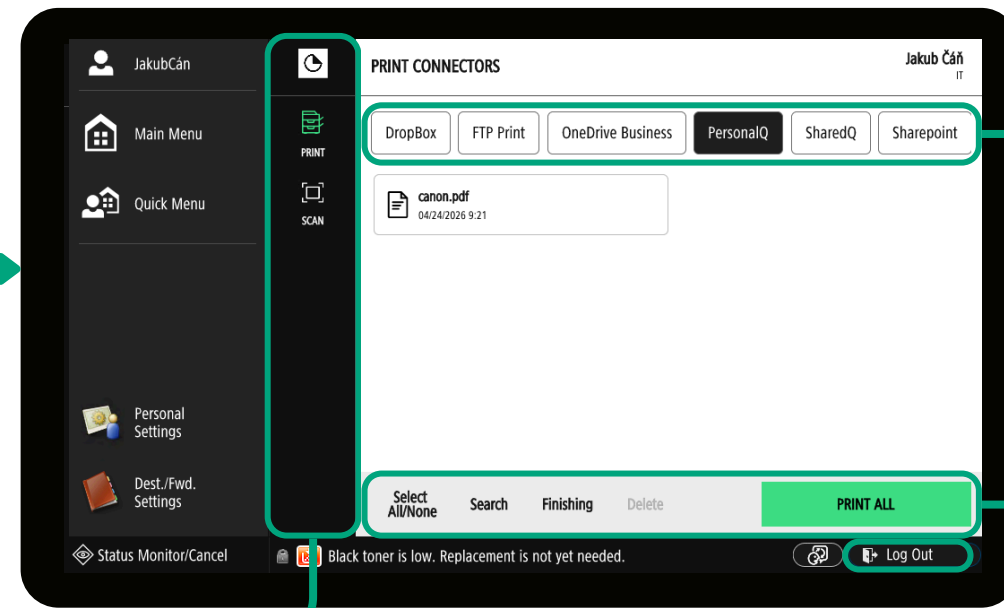 JakubCán
Main Menu
Quick Menu
Personal
Settings
Dest./Fwd.
Settings
Status Monitor/Cancel
PRINT
SCAN
PRINT CONNECTORS
Jakub Čáň
IT
DropBox
FTP Print
OneDrive Business
PersonalQ
SharedQ
Sharepoint
canon.pdf
04/24/2026 9:21
Select
All/None
Search
Finishing
Delete
PRINT ALL
Black toner is low. Replacement is not yet needed.
Log Out